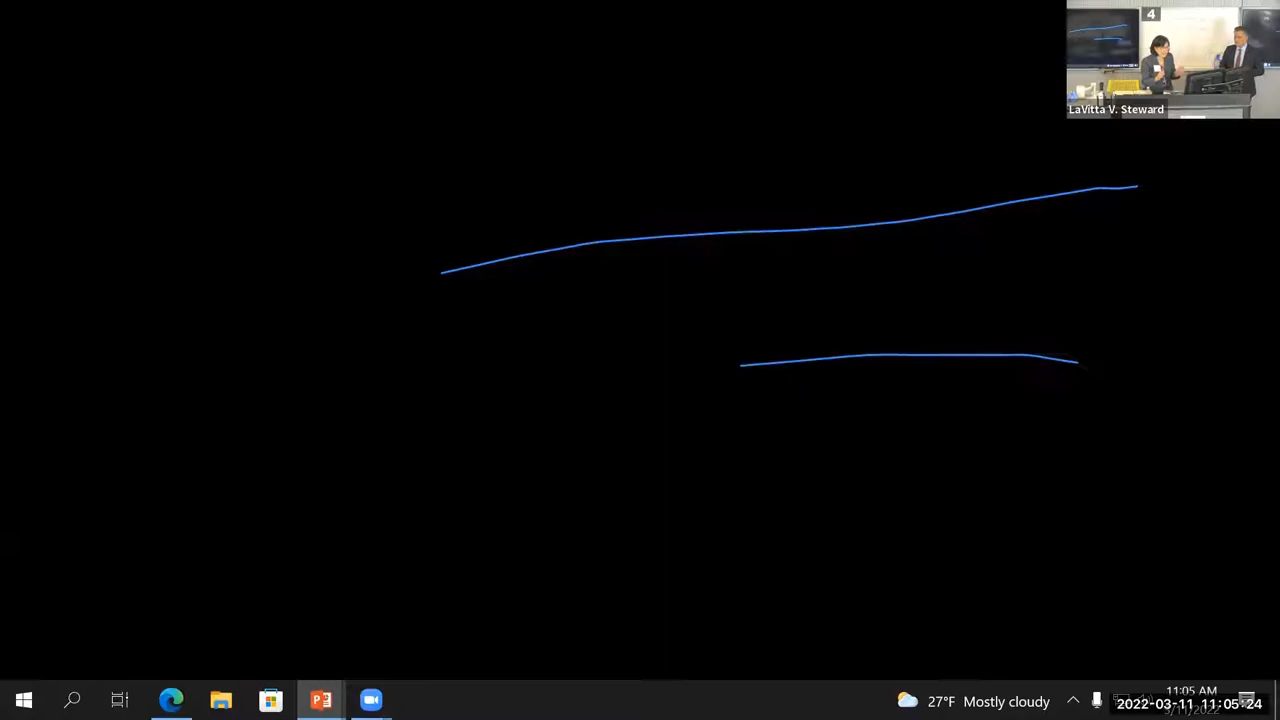 4
LaVitta V. Steward
27°F Mostly cloudy
11:05 AM
2022-03-11 11:05:24